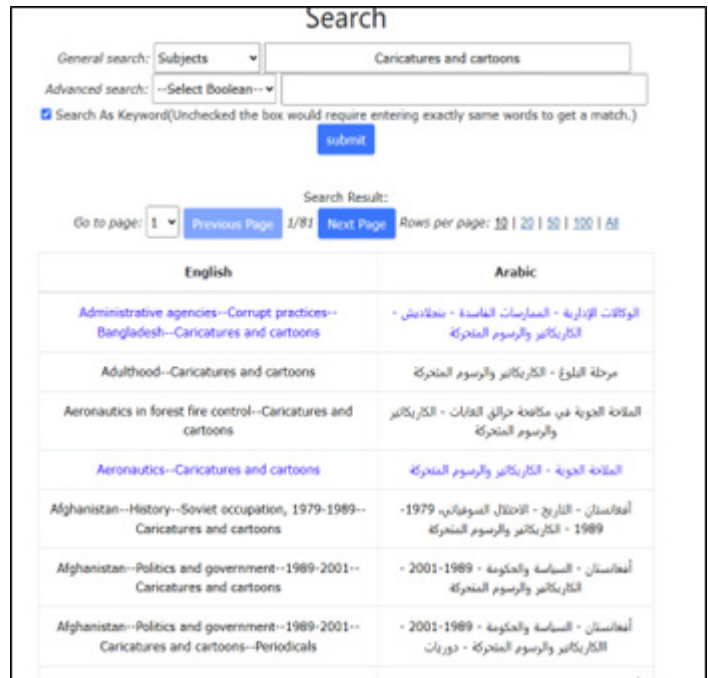 Search
General search: Subjects Caricatures and cartoons
Advanced search: --Select Boolean--
Search As Keyword(Unchecked the box would require entering exactly same words to get a match.)
submit
Search Result:
Go to page: 1 Previous Page 1/81 Next Page Rows per page: 10 | 20 | 50 | 100 | All
English Arabic
Administrative agencies--Corrupt practices--
Bangladesh--Caricatures and cartoons
الوكالات الإدارية - الممارسات الفاسدة - بنجلاديش -
الكاريكاتير والرسوم المتحركة
Adulthood--Caricatures and cartoons
مرحلة البلوغ - الكاريكاتير والرسوم المتحركة
Aeronautics in forest fire control--Caricatures and
cartoons
الملاحة الجوية في مكافحة حرائق الغابات - الكاريكاتير
والرسوم المتحركة
Aeronautics--Caricatures and cartoons
الملاحة الجوية - الكاريكاتير والرسوم المتحركة
Afghanistan--History--Soviet occupation, 1979-1989--
Caricatures and cartoons
أفغانستان - التاريخ - الاحتلال السوفياتي، 1979-
1989 - الكاريكاتير والرسوم المتحركة
Afghanistan--Politics and government--1989-2001--
Caricatures and cartoons
أفغانستان - السياسة والحكومة - 1989-2001 -
الكاريكاتير والرسوم المتحركة
Afghanistan--Politics and government--1989-2001--
Caricatures and cartoons--Periodicals
أفغانستان - السياسة والحكومة - 1989-2001 -
االكاريكاتير والرسوم المتحركة - دوريات